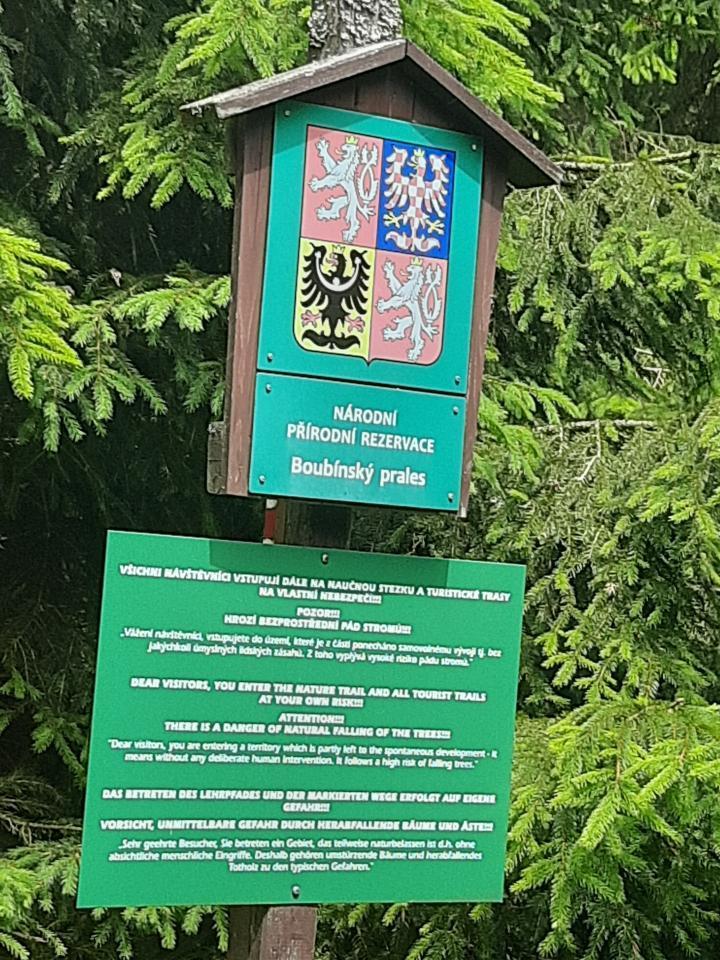 NÁRODNÍ
PŘÍRODNÍ REZERVACE
Boubínský prales
VŠICHNI NÁVŠTĚVNÍCI VSTUPUJÍ DÁLE NA NAUČNOU STEZKU A TURISTICKÉ TRASY
NA VLASTNÍ NEBEZPEČÍ!!!
POZOR!!!
HROZÍ BEZPROSTŘEDNÍ PÁD STROMŮ!!!
„Vážení návštěvníci, vstupujete do území, které je z části ponecháno samovolnému vývoji tj. bez
jakýchkoli úmyslných lidských zásahů. Z toho vyplývá vysoké riziko pádu stromů."
DEAR VISITORS, YOU ENTER THE NATURE TRAIL AND ALL TOURIST TRAILS
AT YOUR OWN RISK!!!
ATTENTION!!!
THERE IS A DANGER OF NATURAL FALLING OF THE TREES!!!
"Dear visitors, you are entering a territory which is partly left to the spontaneous development - it
means without any deliberate human intervention. It follows a high risk of falling trees."
DAS BETRETEN DES LEHRPFADES UND DER MARKIERTEN WEGE ERFOLGT AUF EIGENE
GEFAHR!!!
VORSICHT, UNMITTELBARE GEFAHR DURCH HERABFALLENDE BÄUME UND ÄSTE!!!
„Sehr geehrte Besucher, Sie betreten ein Gebiet, das teilweise naturbelassen ist d.h. ohne
absichtliche menschliche Eingriffe. Deshalb gehören umstürzende Bäume und herabfallendes
Totholz zu den typischen Gefahren."